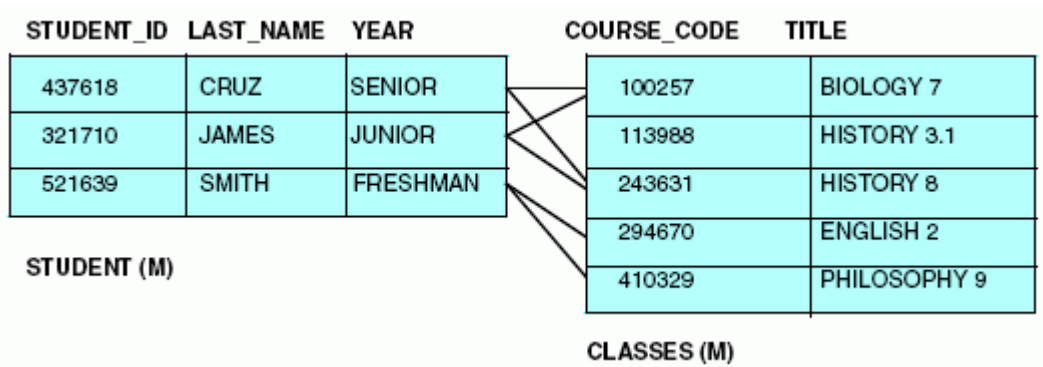 STUDENT_ID LAST_NAME YEAR COURSE_CODE TITLE
437618 CRUZ SENIOR 100257 BIOLOGY 7
321710 JAMES JUNIOR 113988 HISTORY 3.1
521639 SMITH FRESHMAN 243631 HISTORY 8
294670 ENGLISH 2
STUDENT (M)
410329 PHILOSOPHY 9
CLASSES (M)